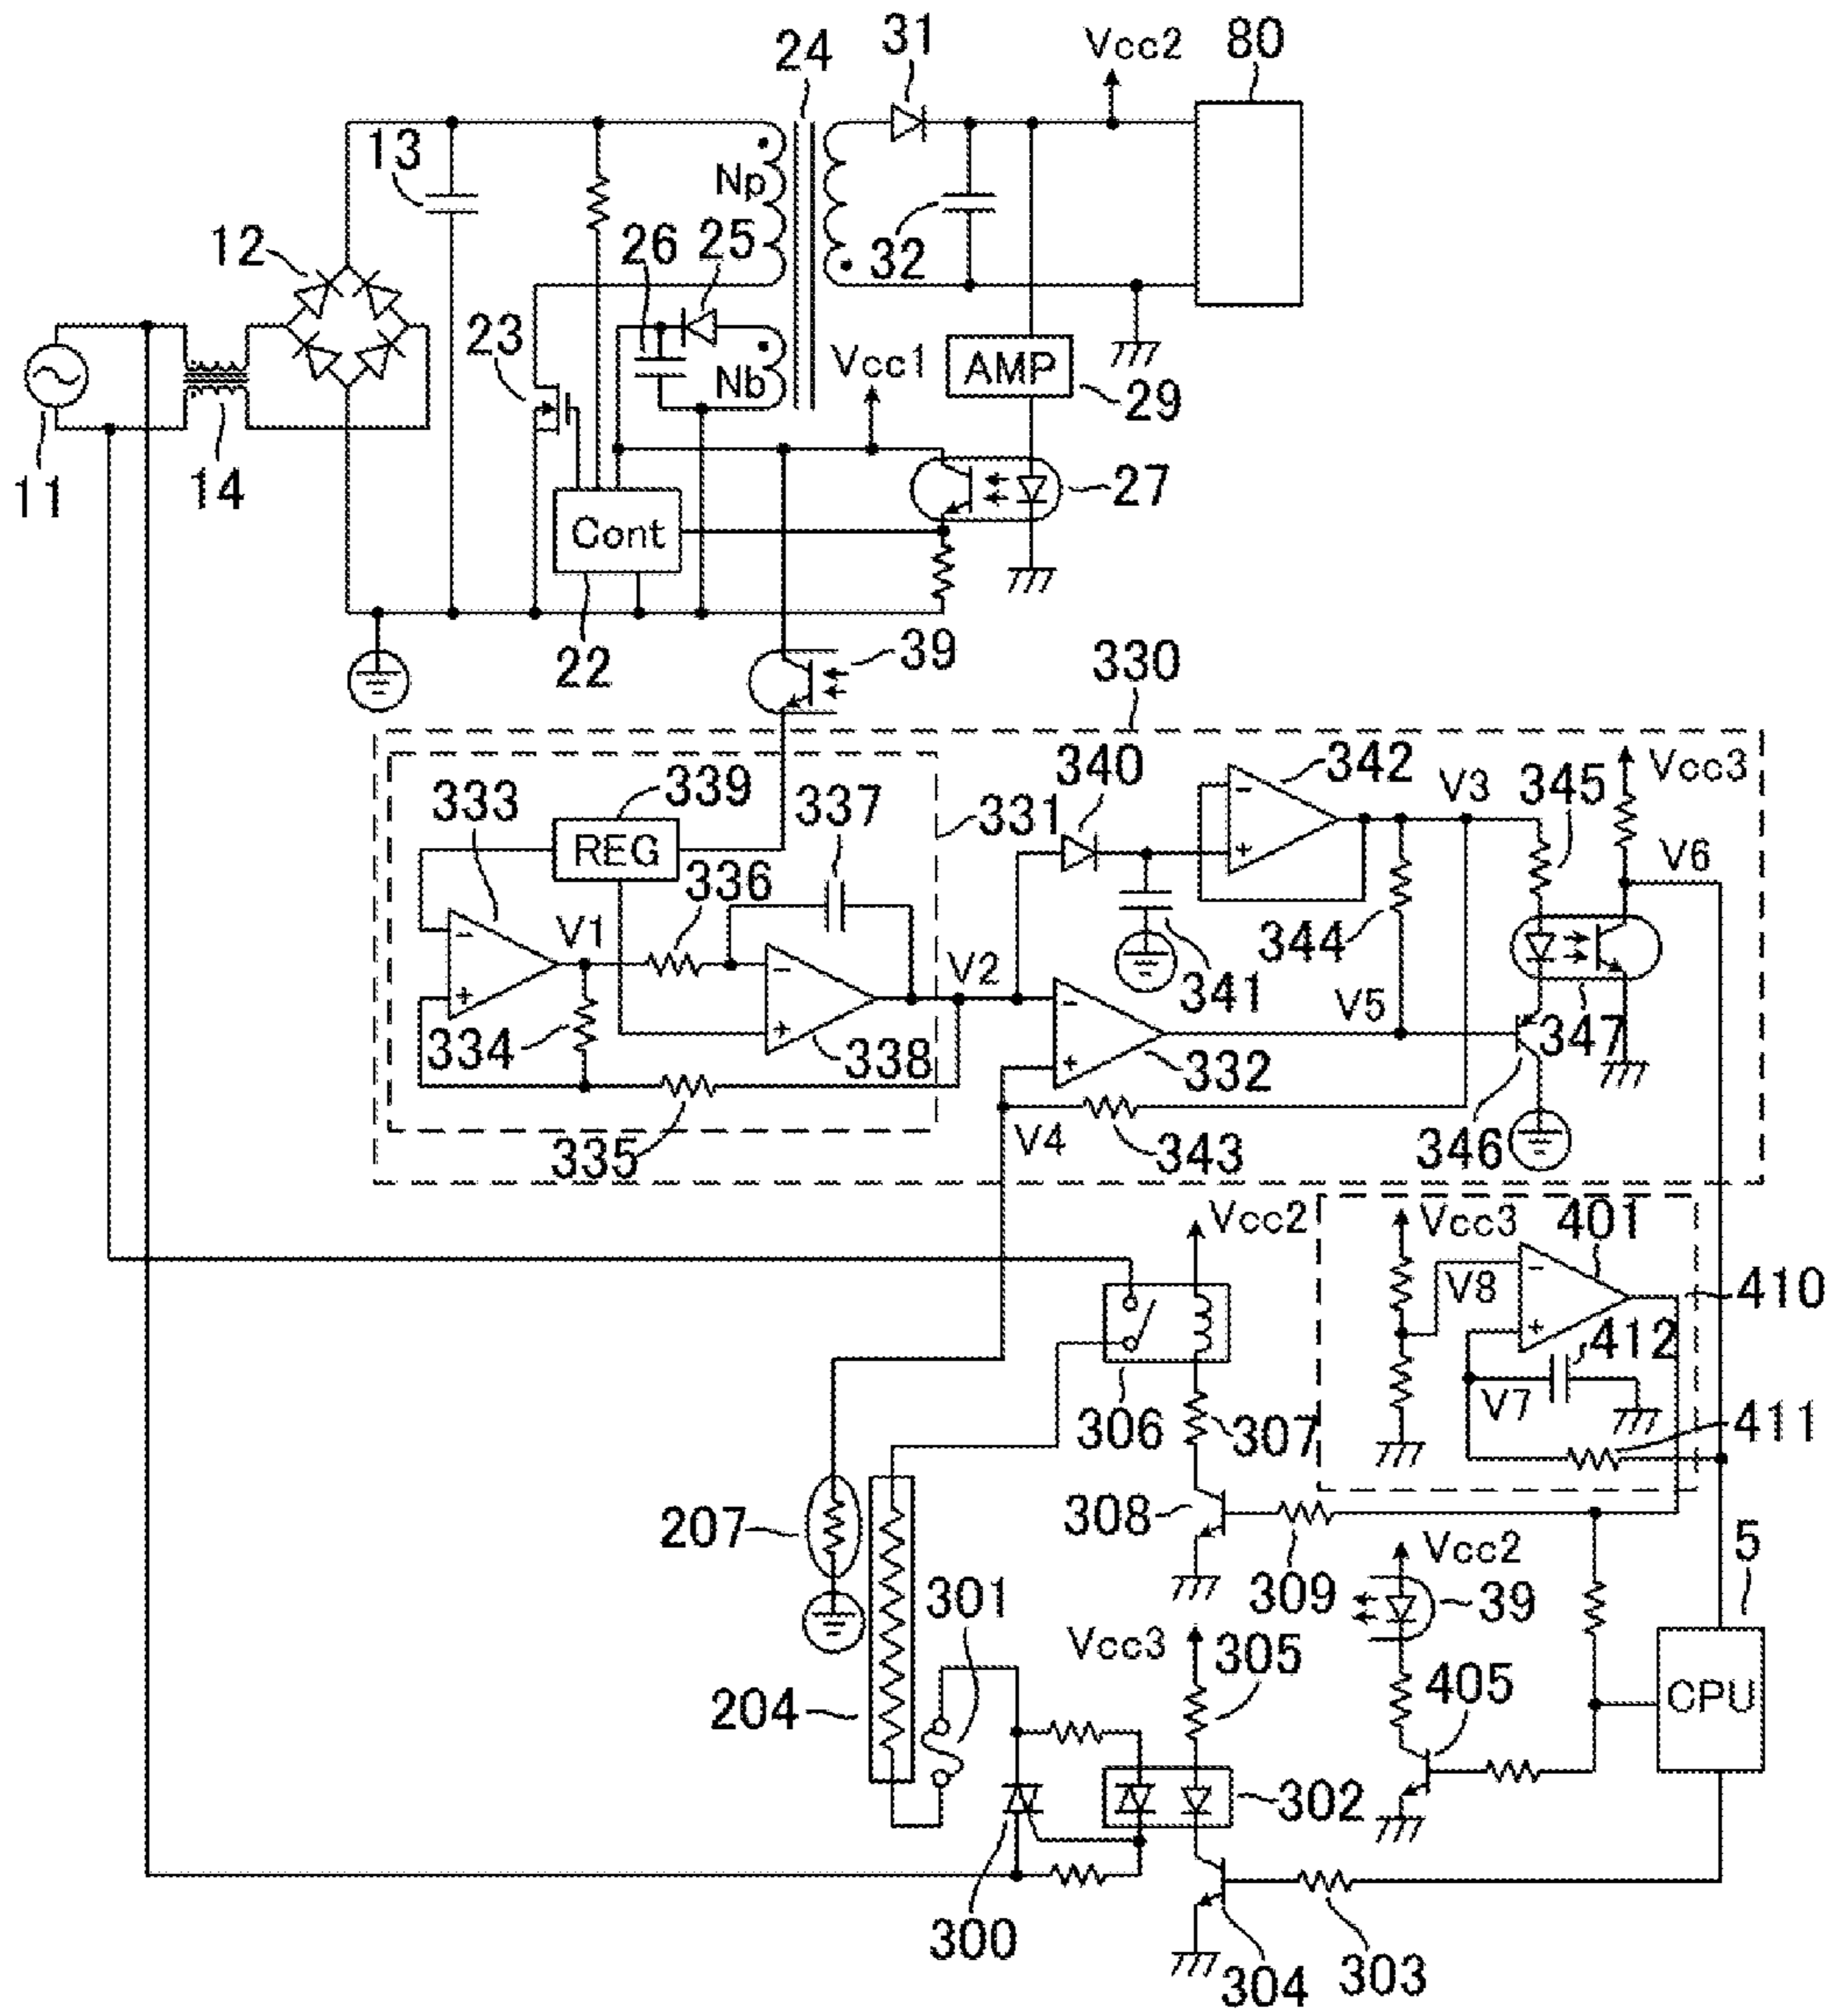 31
Vcc2
80
24
13
Np
12
26
25
32
23
Vcc1
AMP
29
Nb
11
14
27
Cont
22
39
330
340
342
V3
345
Vcc3
333
339
337
331
REG
V6
336
V1
344
V2
341
V5
347
334
338
332
335
V4
343
346
Vcc2
Vcc3
401
V8
410
412
V7
306
307
411
308
207
5
Vcc2
301
309
39
Vcc3
305
405
CPU
204
302
300
304
303